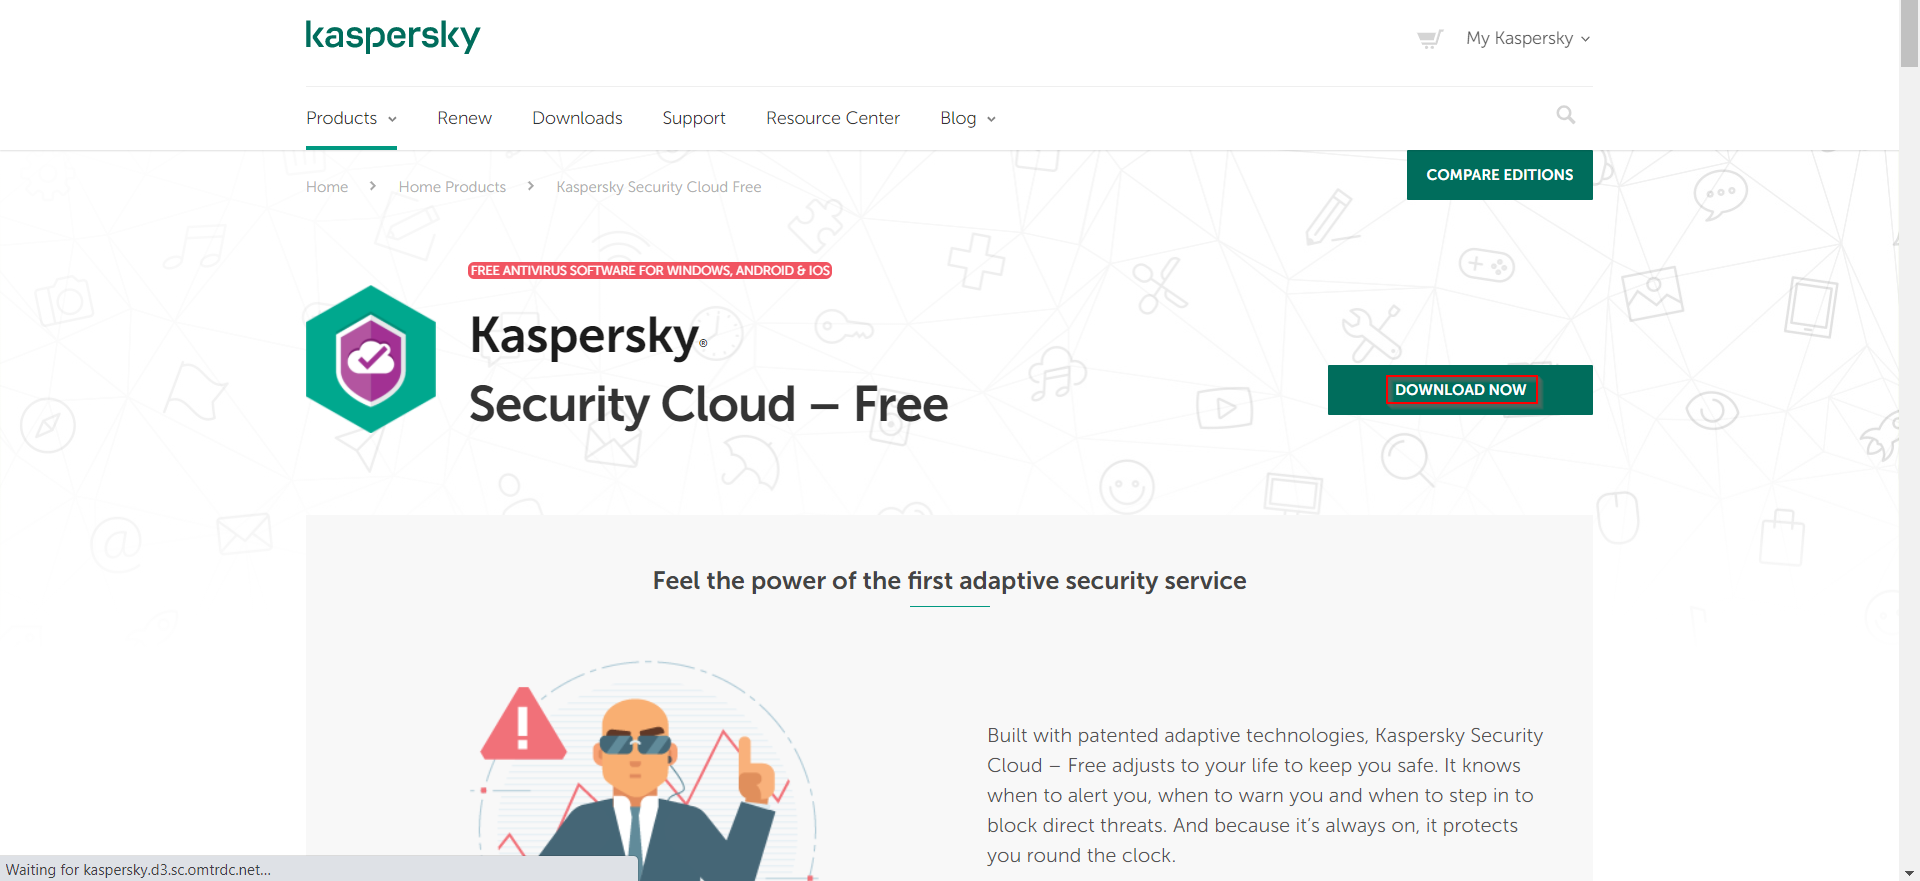 kaspersky
My Kaspersky
Products
Renew
Downloads
Support
Resource Center
Blog
Home
Home Products
Kaspersky Security Cloud Free
COMPARE EDITIONS
FREE ANTIVIRUS SOFTWARE FOR WINDOWS, ANDROID & IOS
Kaspersky®
Security Cloud – Free
DOWNLOAD NOW
Feel the power of the first adaptive security service
Built with patented adaptive technologies, Kaspersky Security
Cloud – Free adjusts to your life to keep you safe. It knows
when to alert you, when to warn you and when to step in to
block direct threats. And because it’s always on, it protects
you round the clock.
Waiting for kaspersky.d3.sc.omtrdc.net...